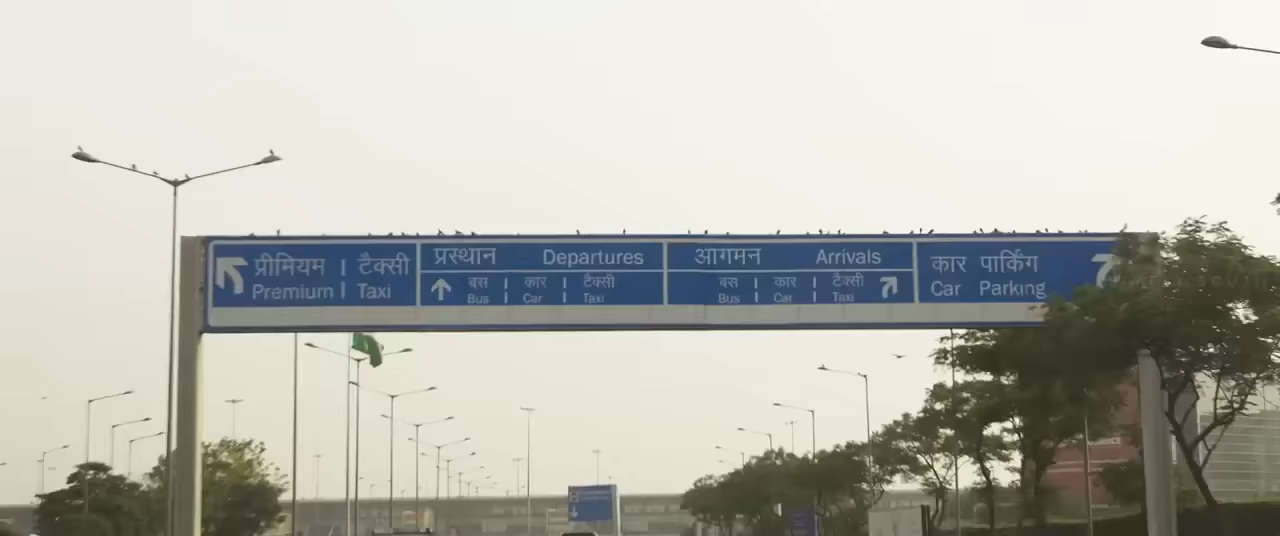 प्रीमियम | टैक्सी
Premium | Taxi
प्रस्थान Departures
बस | कार | टैक्सी
Bus | Car | Taxi
आगमन Arrivals
बस | कार | टैक्सी
Bus | Car | Taxi
कार पार्किंग
Car Parking